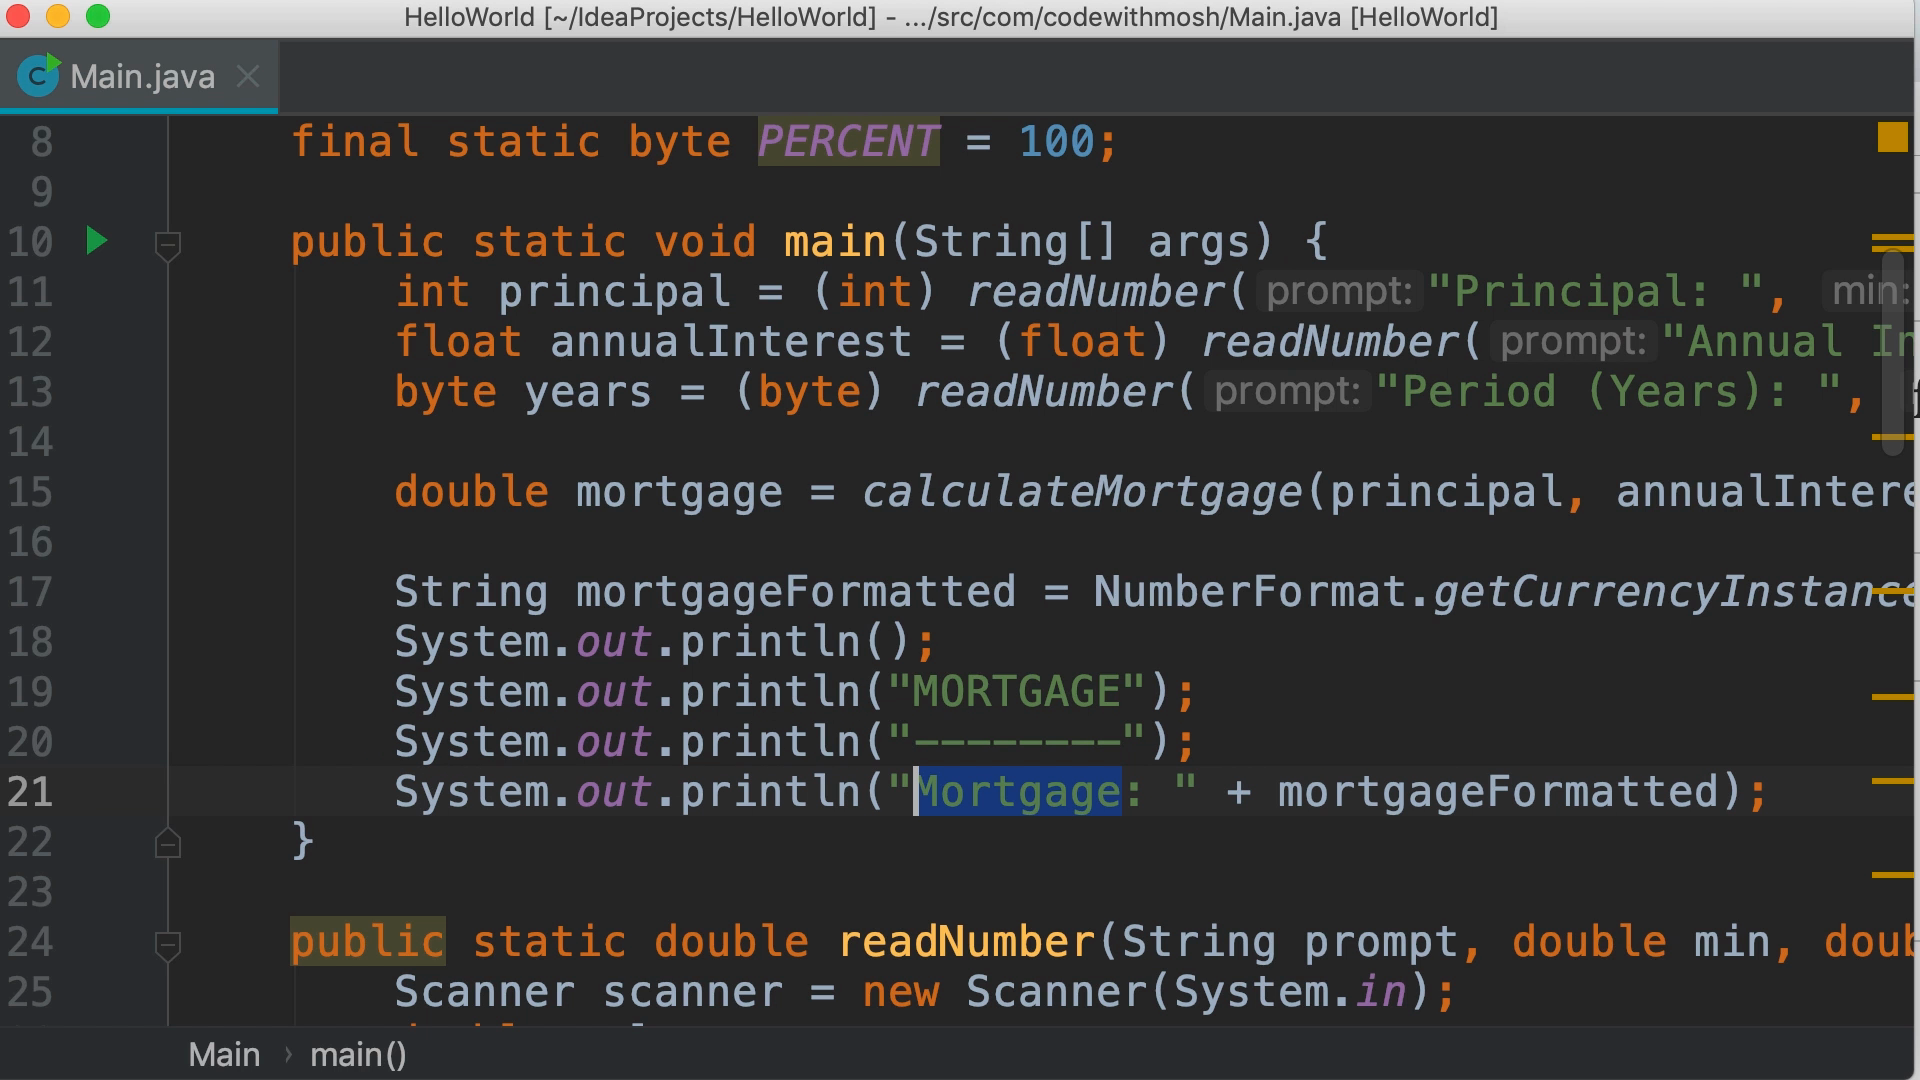 HelloWorld [~/IdeaProjects/HelloWorld] - .../src/com/codewithmosh/Main.java [HelloWorld]
Main.java
8 final static byte PERCENT = 100;
9
10 public static void main(String[] args) {
11 int principal = (int) readNumber( prompt: "Principal: ", min:
12 float annualInterest = (float) readNumber( prompt: "Annual In
13 byte years = (byte) readNumber( prompt: "Period (Years): ",
14
15 double mortgage = calculateMortgage(principal, annualIntere
16
17 String mortgageFormatted = NumberFormat.getCurrencyInstance
18 System.out.println();
19 System.out.println("MORTGAGE");
20 System.out.println("--------");
21 System.out.println("Mortgage: " + mortgageFormatted);
22 }
23
24 public static double readNumber(String prompt, double min, doub
25 Scanner scanner = new Scanner(System.in);
Main › main()